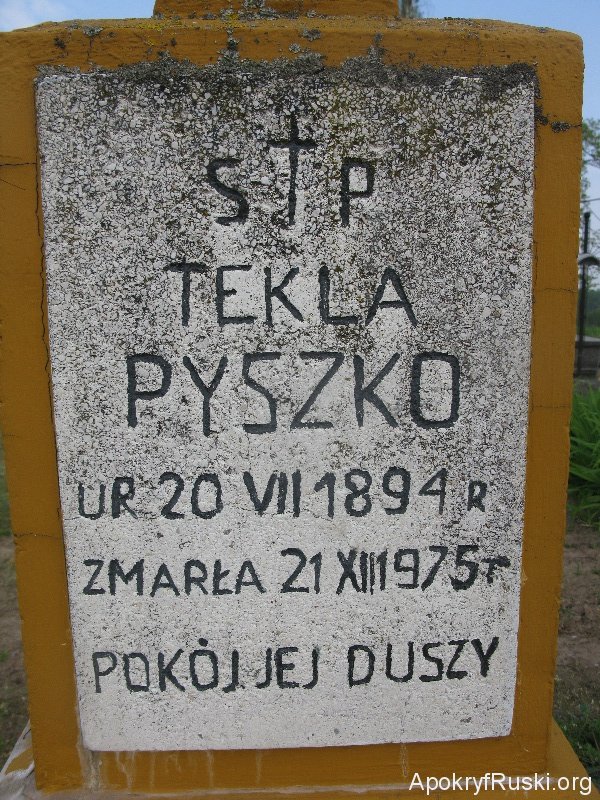 S † P
TEKLA
PYSZKO
UR 20 VII 1894 R
ZMARŁA 21 XII 1975 r
POKÓJ JEJ DUSZY
ApokryfRuski.org